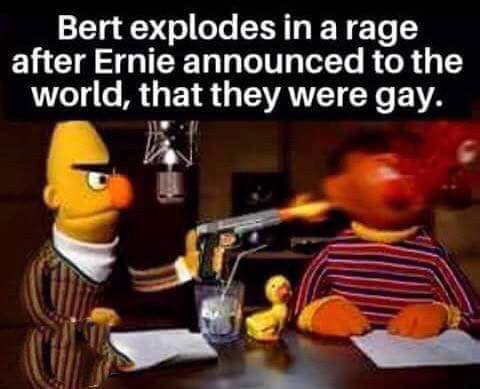 Bert explodes in a rage
after Ernie announced to the
world, that they were gay.